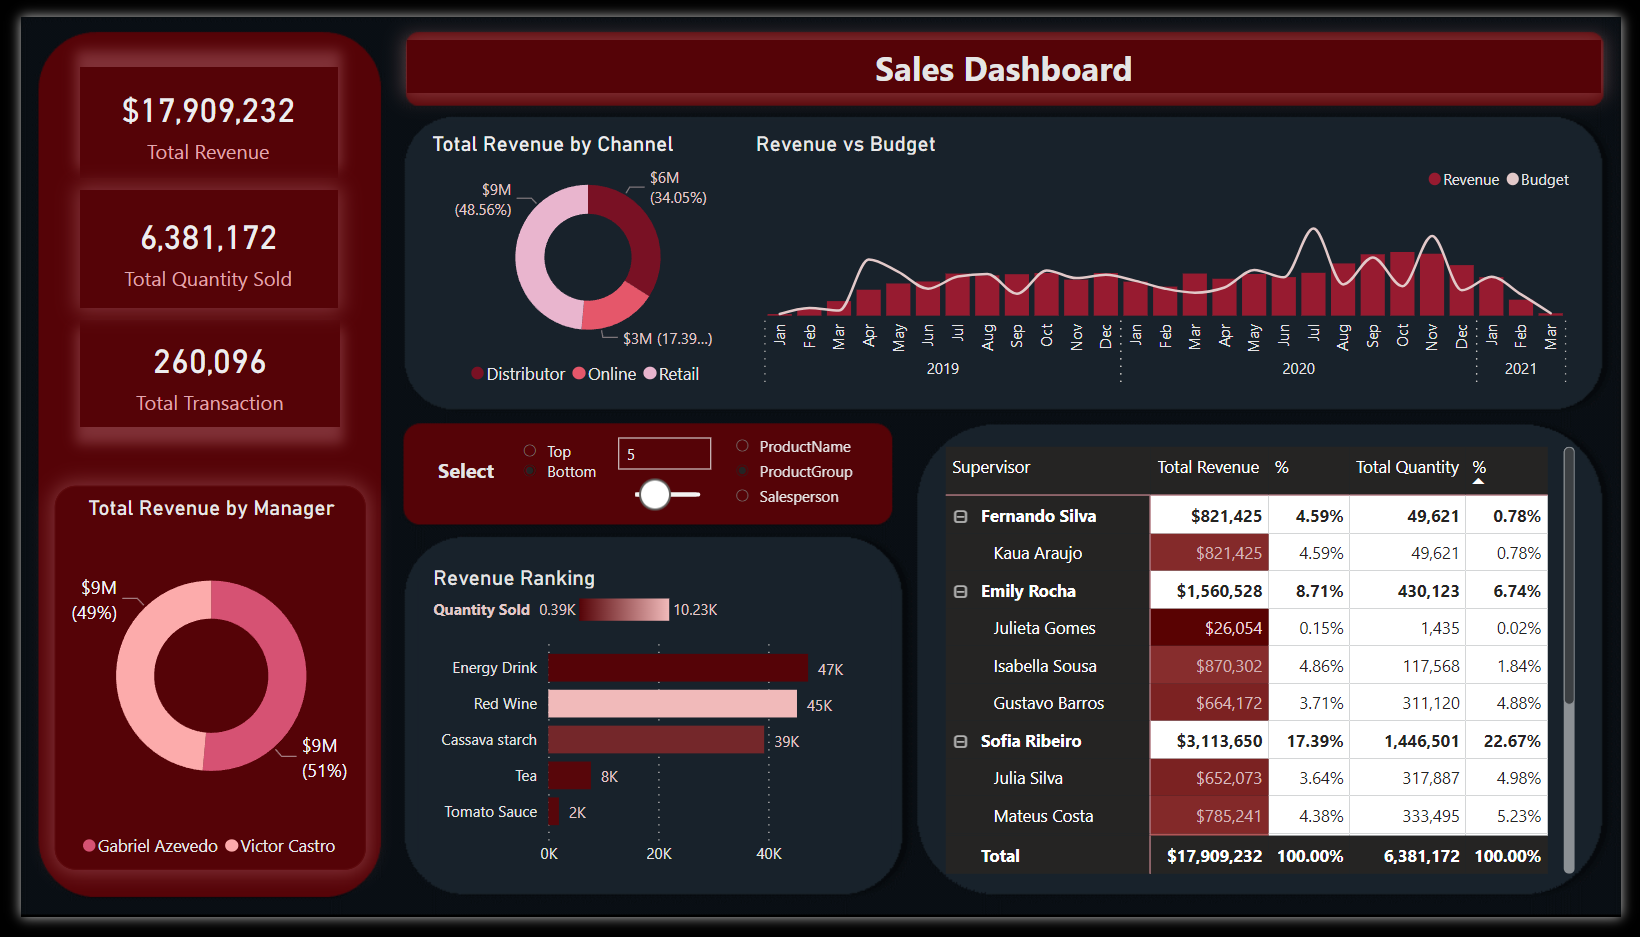 Sales Dashboard
$17,909,232
Total Revenue
6,381,172
Total Quantity Sold
260,096
Total Transaction
Total Revenue by Manager
$9M
(49%)
$9M
(51%)
Gabriel Azevedo Victor Castro
Total Revenue by Channel
$9M
(48.56%)
$6M
(34.05%)
$3M (17.39...)
Distributor Online Retail
Revenue vs Budget
Revenue Budget
Jan Feb Mar Apr May Jun Jul Aug Sep Oct Nov Dec Jan Feb Mar Apr May Jun Jul Aug Sep Oct Nov Dec Jan Feb Mar
2019 2020 2021
Select
Top
Bottom
5
ProductName
ProductGroup
Salesperson
Revenue Ranking
Quantity Sold 0.39K 10.23K
Energy Drink 47K
Red Wine 45K
Cassava starch 39K
Tea 8K
Tomato Sauce 2K
0K 20K 40K
Supervisor Total Revenue % Total Quantity %
Fernando Silva $821,425 4.59% 49,621 0.78%
Kaua Araujo $821,425 4.59% 49,621 0.78%
Emily Rocha $1,560,528 8.71% 430,123 6.74%
Julieta Gomes $26,054 0.15% 1,435 0.02%
Isabella Sousa $870,302 4.86% 117,568 1.84%
Gustavo Barros $664,172 3.71% 311,120 4.88%
Sofia Ribeiro $3,113,650 17.39% 1,446,501 22.67%
Julia Silva $652,073 3.64% 317,887 4.98%
Mateus Costa $785,241 4.38% 333,495 5.23%
Total $17,909,232 100.00% 6,381,172 100.00%